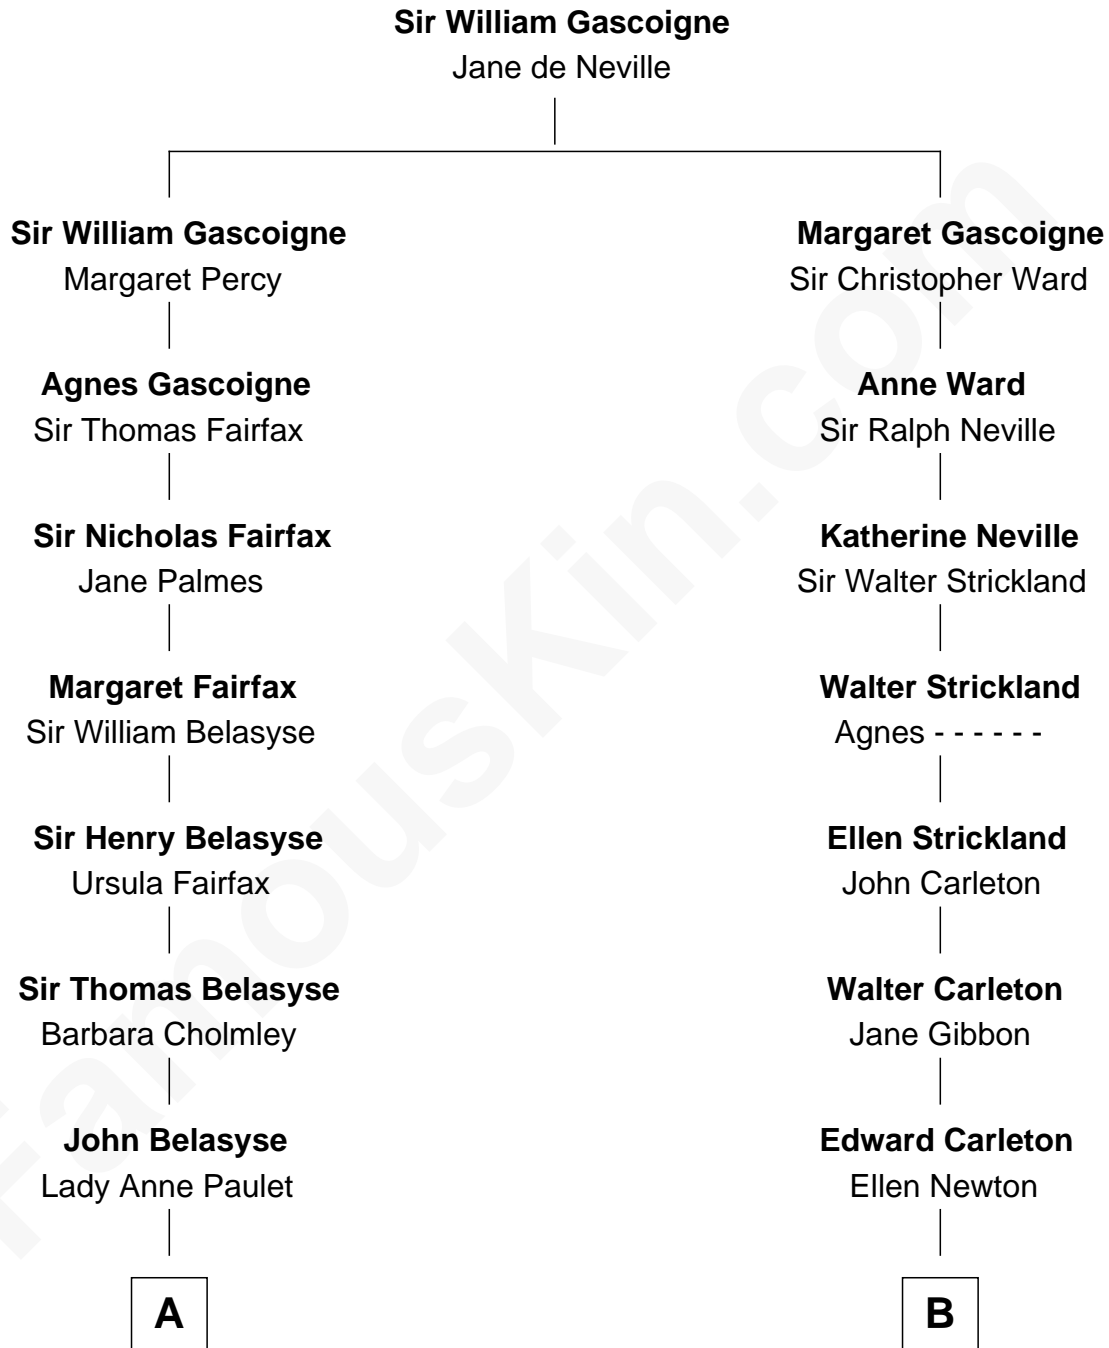 Sir William Gascoigne
Jane de Neville
Sir William Gascoigne
Margaret Percy
Margaret Gascoigne
Sir Christopher Ward
Agnes Gascoigne
Sir Thomas Fairfax
Anne Ward
Sir Ralph Neville
Sir Nicholas Fairfax
Jane Palmes
Katherine Neville
Sir Walter Strickland
Margaret Fairfax
Sir William Belasyse
Walter Strickland
Agnes - - - - - -
Sir Henry Belasyse
Ursula Fairfax
Ellen Strickland
John Carleton
Sir Thomas Belasyse
Barbara Cholmley
Walter Carleton
Jane Gibbon
John Belasyse
Lady Anne Paulet
Edward Carleton
Ellen Newton
A
B
FamousKin.com